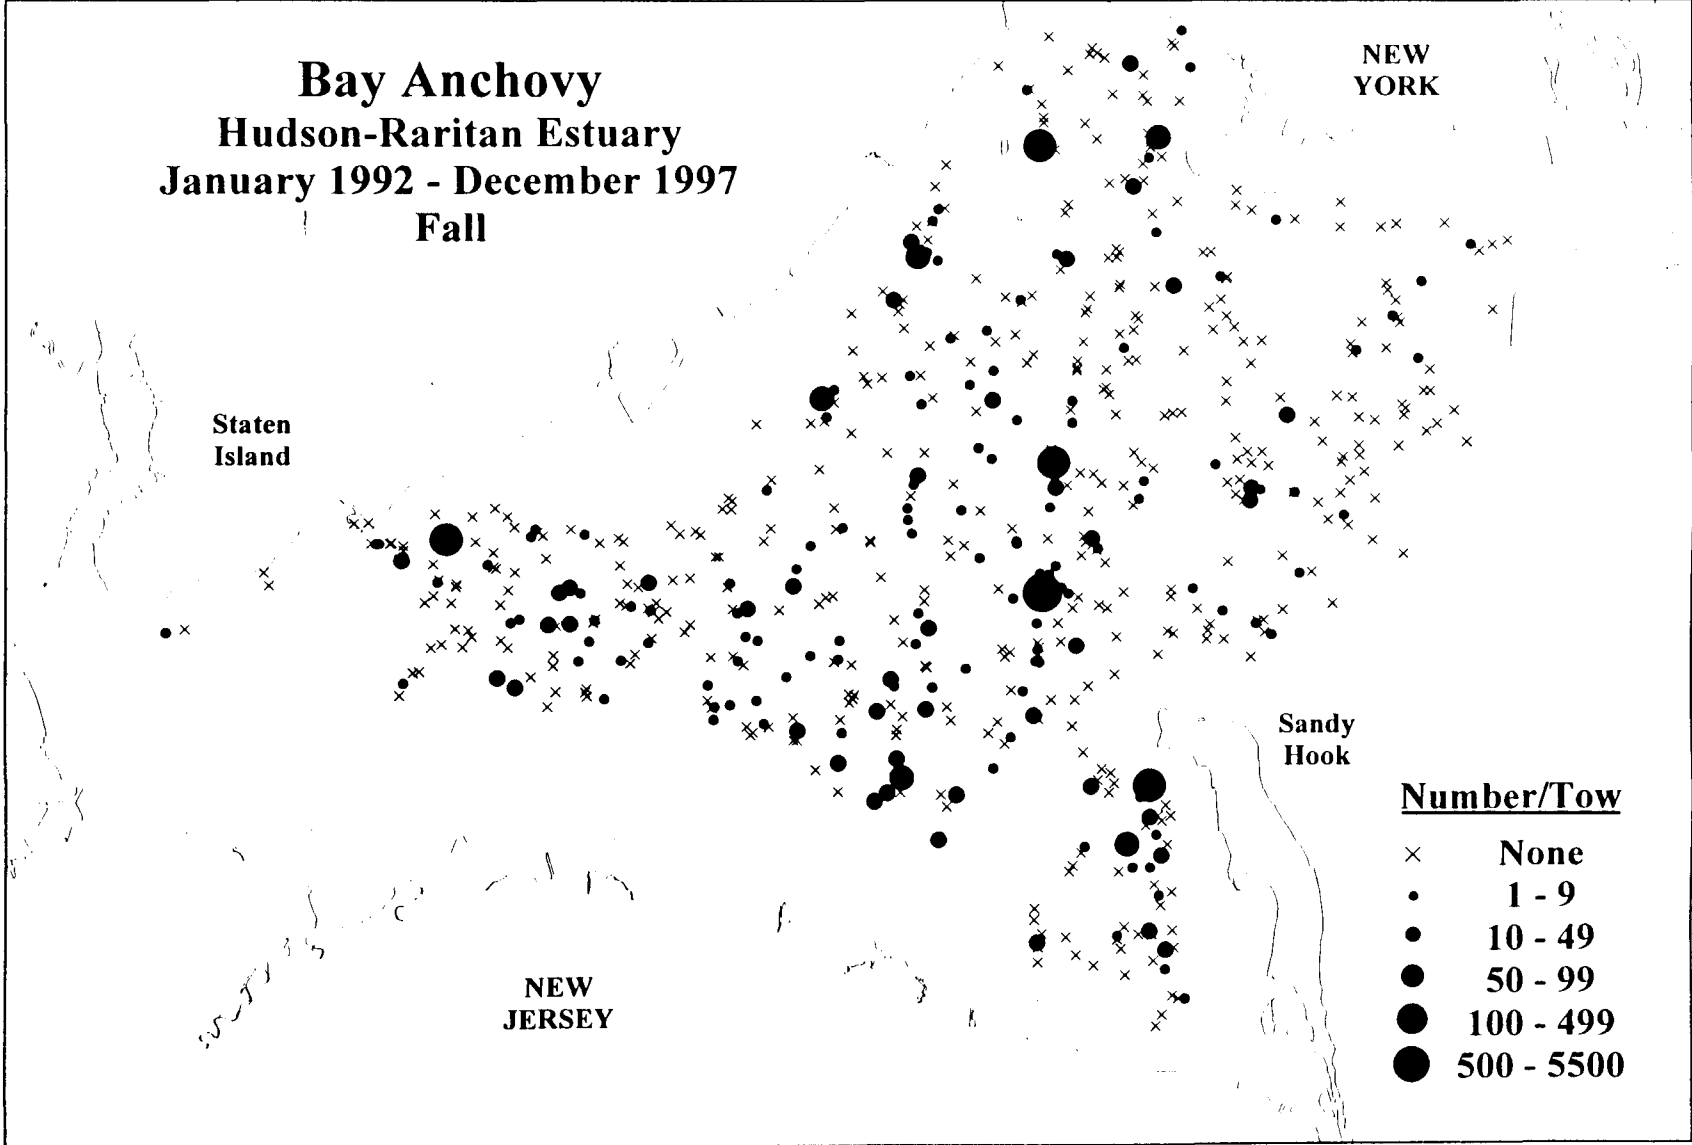 Bay Anchovy
Hudson-Raritan Estuary
January 1992 - December 1997
Fall
NEW
YORK
Staten
Island
Sandy
Hook
NEW
JERSEY
Number/Tow
None
1 - 9
10 - 49
50 - 99
100 - 499
500 - 5500